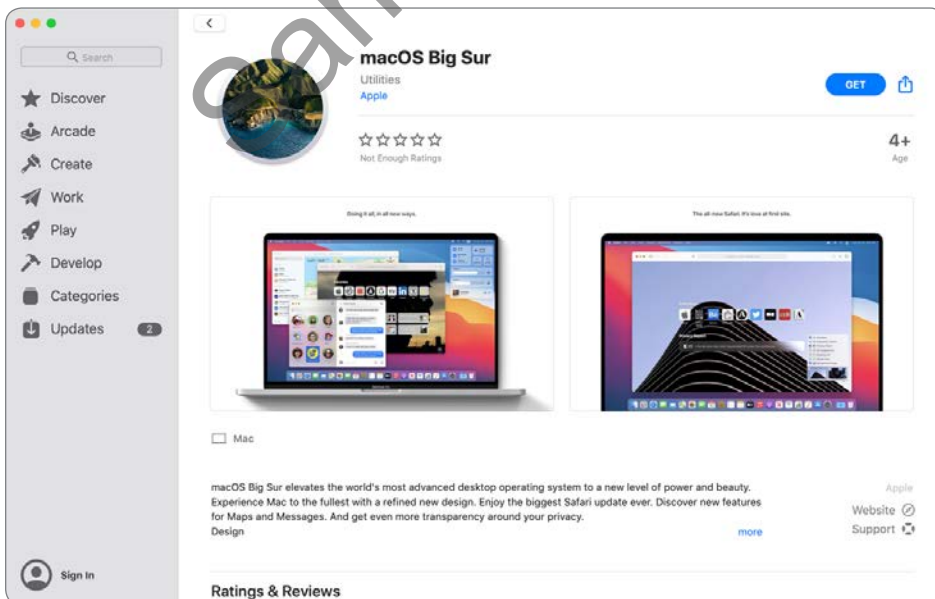 Search
Discover
Arcade
Create
Work
Play
Develop
Categories
Updates 2
Sign In
macOS Big Sur
Utilities
Apple
GET
Not Enough Ratings
4+
Age
Doing it all, in all new ways.
The all-new Safari. It's love at first site.
Mac
macOS Big Sur elevates the world's most advanced desktop operating system to a new level of power and beauty.
Experience Mac to the fullest with a refined new design. Enjoy the biggest Safari update ever. Discover new features
for Maps and Messages. And get even more transparency around your privacy.
Design
more
Apple
Website
Support
Ratings & Reviews